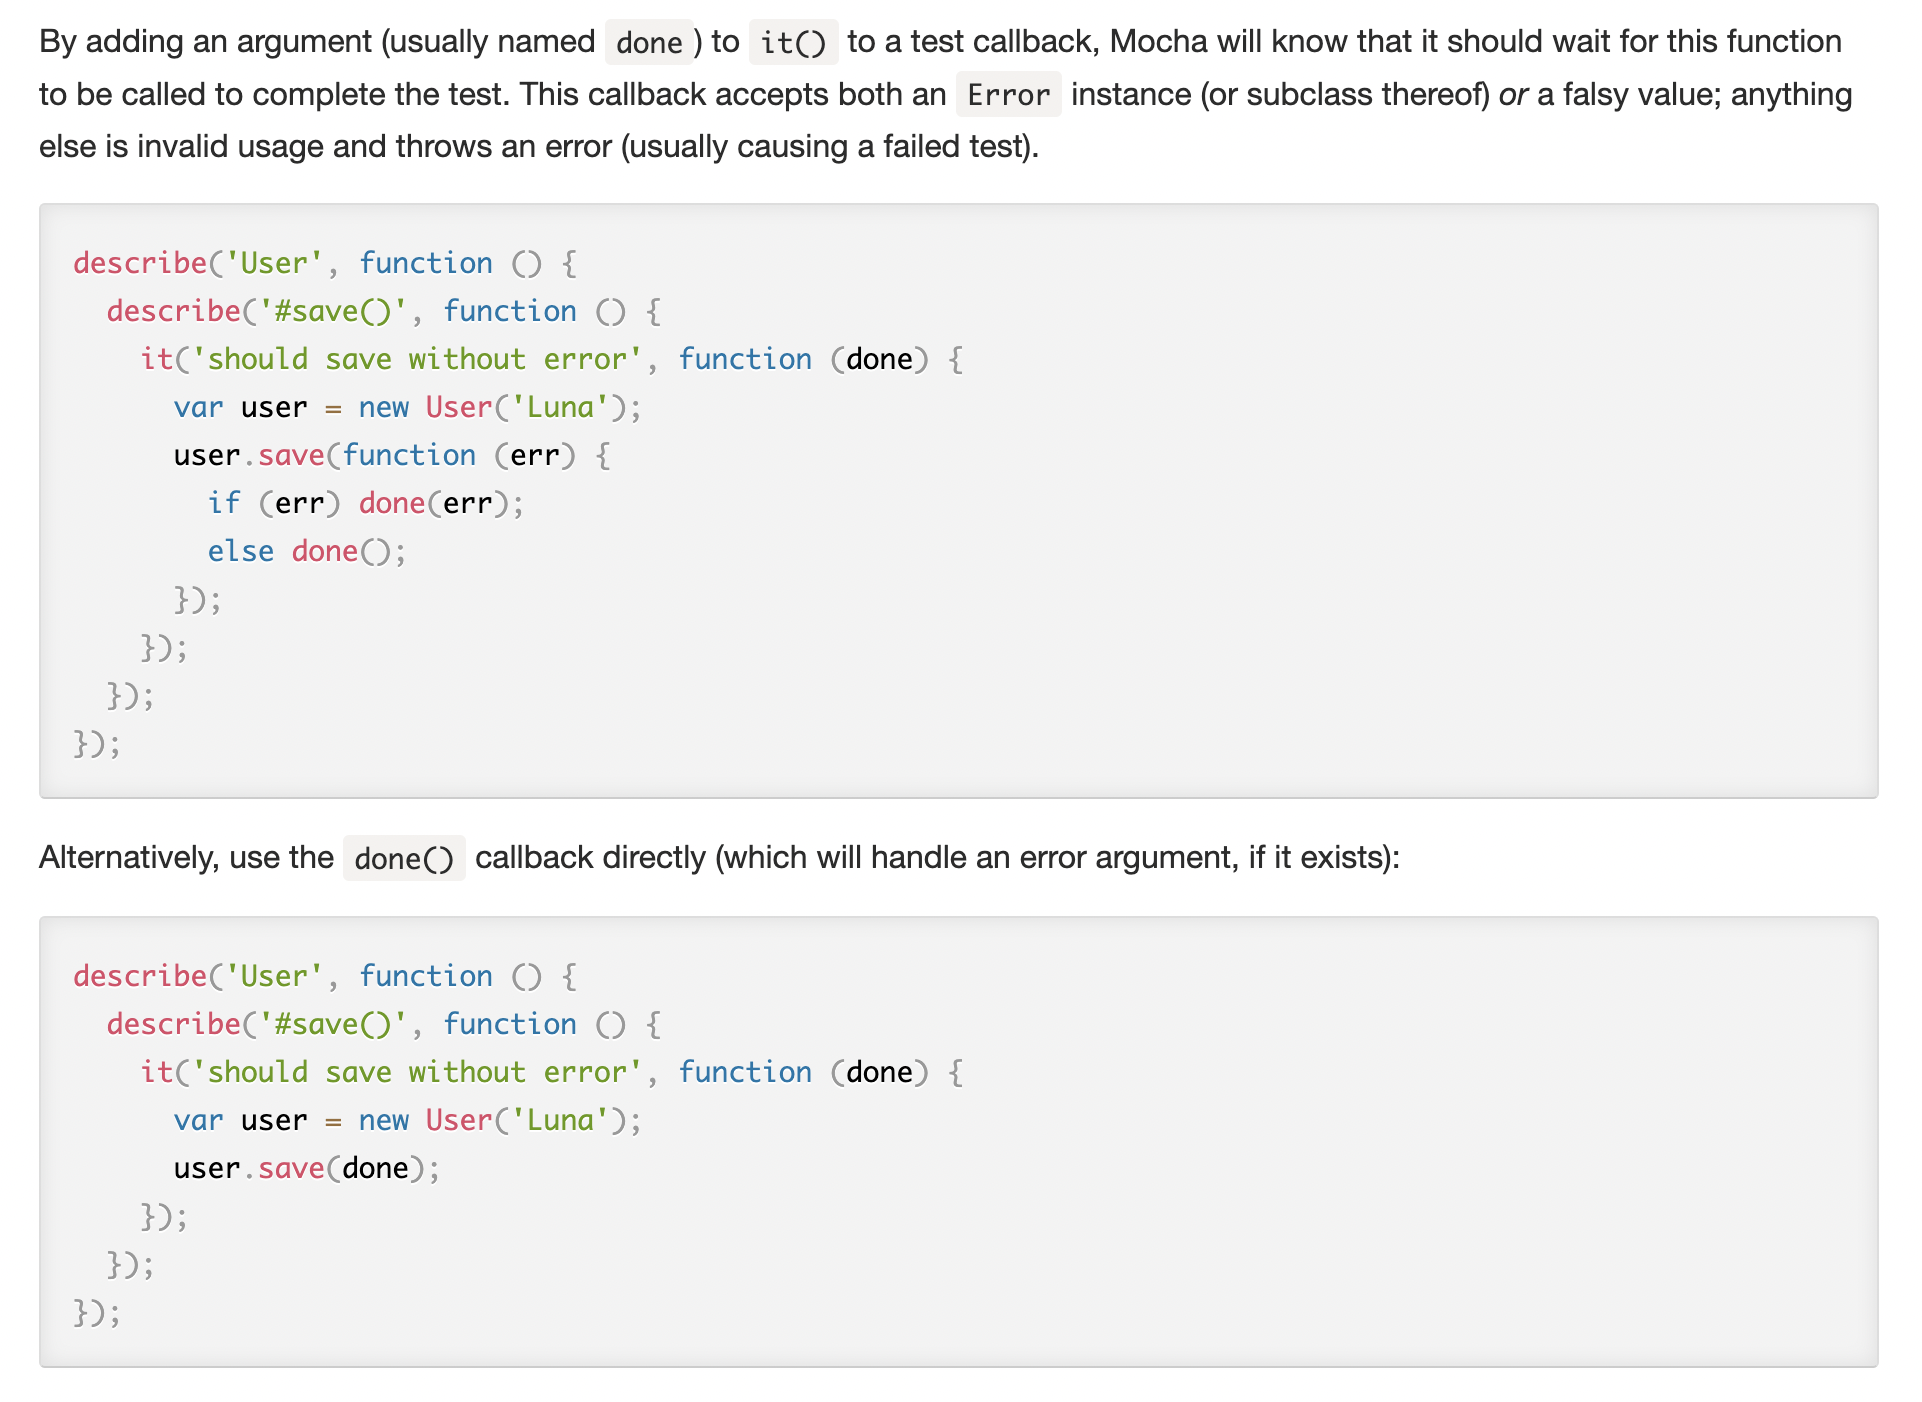 By adding an argument (usually named done) to it() to a test callback, Mocha will know that it should wait for this function
to be called to complete the test. This callback accepts both an Error instance (or subclass thereof) or a falsy value; anything
else is invalid usage and throws an error (usually causing a failed test).
describe('User', function () {
  describe('#save()', function () {
    it('should save without error', function (done) {
      var user = new User('Luna');
      user.save(function (err) {
        if (err) done(err);
        else done();
      });
    });
  });
});
Alternatively, use the done() callback directly (which will handle an error argument, if it exists):
describe('User', function () {
  describe('#save()', function () {
    it('should save without error', function (done) {
      var user = new User('Luna');
      user.save(done);
    });
  });
});